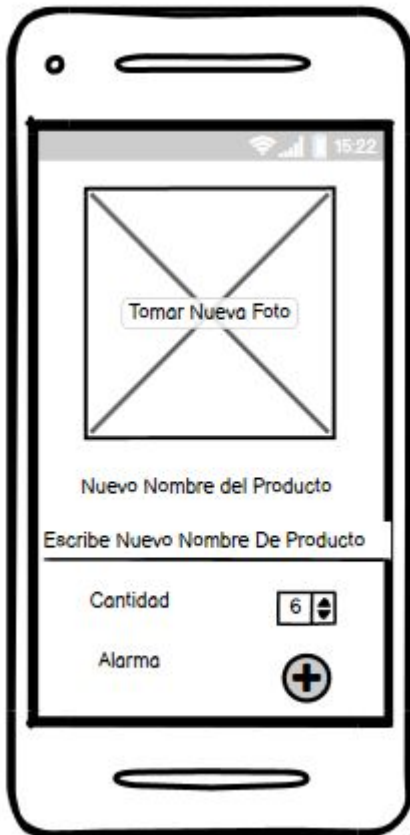 15:22
Tomar Nueva Foto
Nuevo Nombre del Producto
Escribe Nuevo Nombre De Producto
Cantidad
6
Alarma